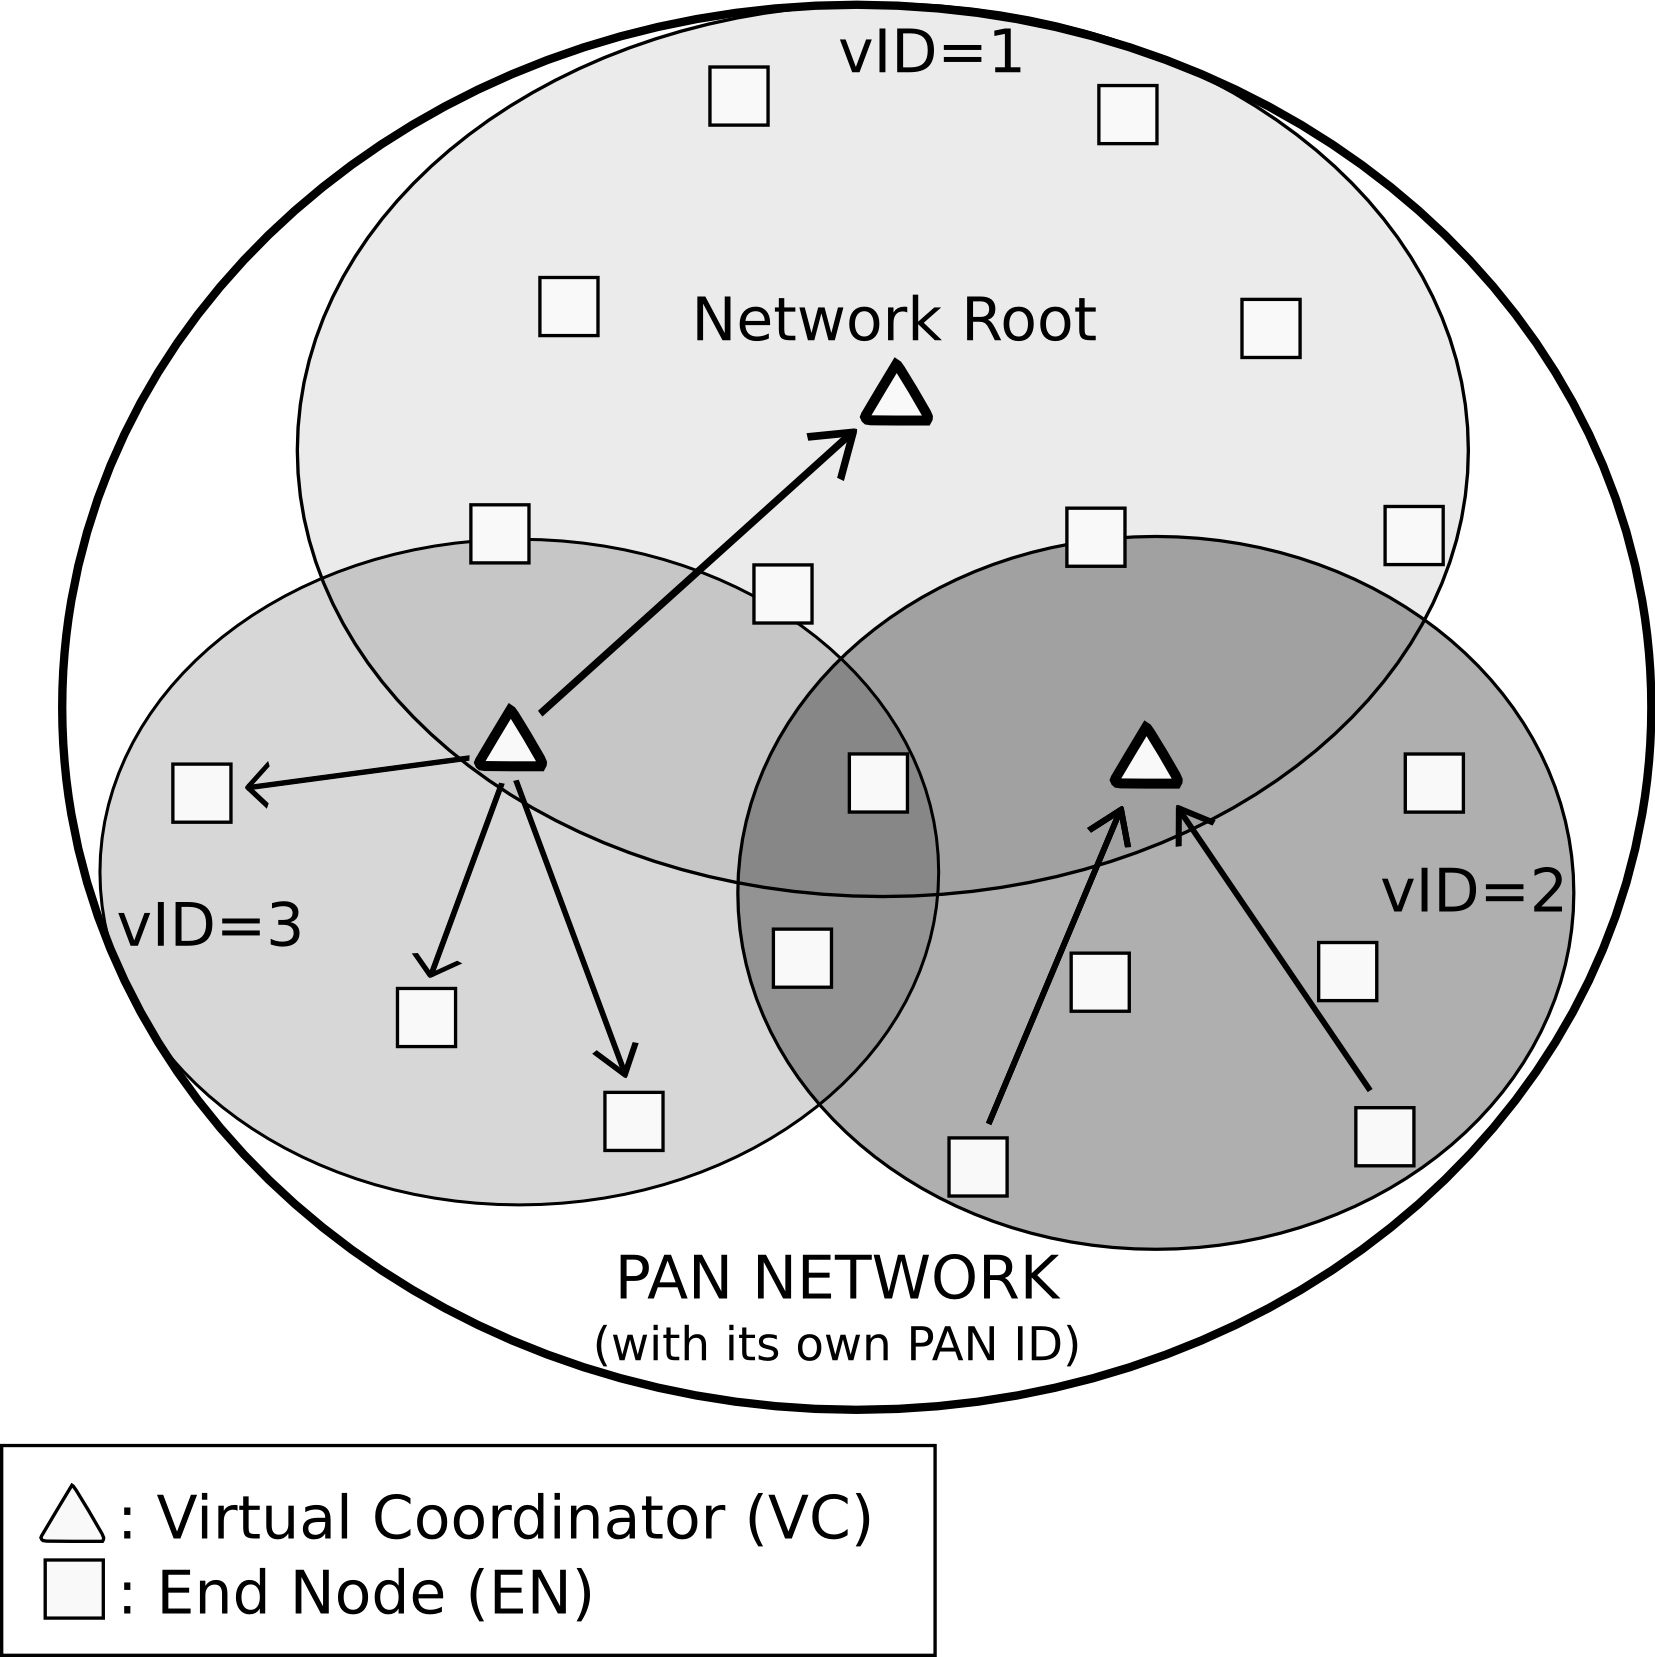 vID=1
Network Root
vID=2
vID=3
PAN NETWORK
(with its own PAN ID)
: Virtual Coordinator (VC)
: End Node (EN)